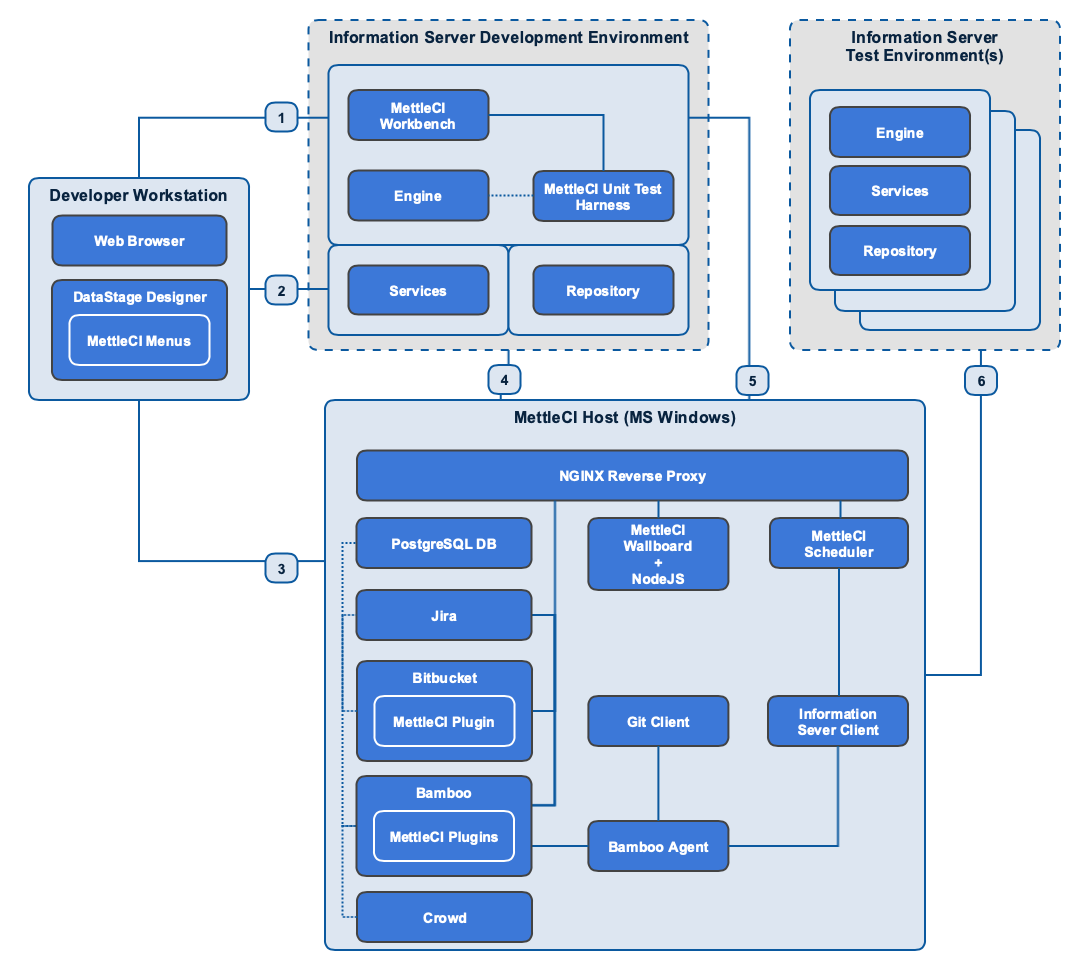 Information Server Development Environment
MettleCI
Workbench
Engine
MettleCI Unit Test
Harness
Services
Repository
Information Server
Test Environment(s)
Engine
Services
Repository
1
2
3
4
5
6
Developer Workstation
Web Browser
DataStage Designer
MettleCI Menus
MettleCI Host (MS Windows)
NGINX Reverse Proxy
PostgreSQL DB
MettleCI
Wallboard
+
NodeJS
MettleCI
Scheduler
Jira
Bitbucket
MettleCI Plugin
Git Client
Information
Sever Client
Bamboo
MettleCI Plugins
Bamboo Agent
Crowd